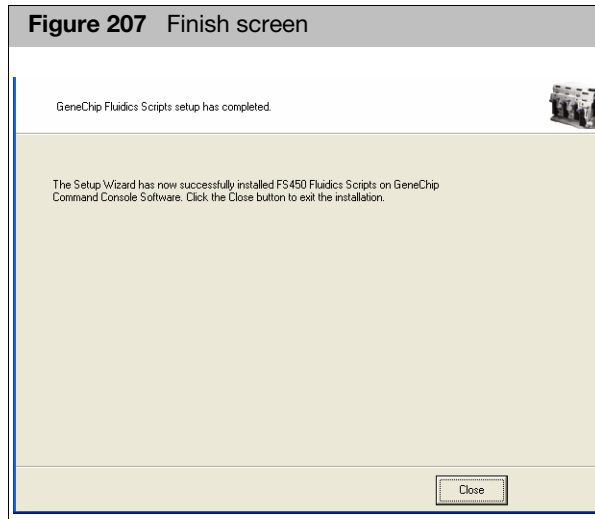 Figure 207 Finish screen
GeneChip Fluidics Scripts setup has completed.
The Setup Wizard has now successfully installed FS450 Fluidics Scripts on GeneChip
Command Console Software. Click the Close button to exit the installation.
Close